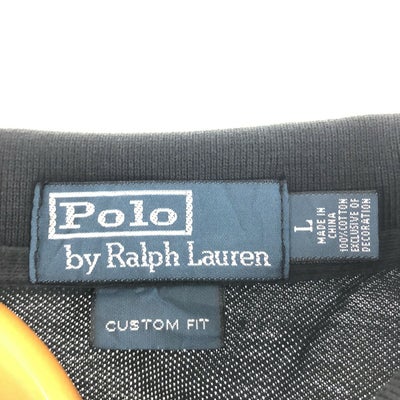 Polo
by Ralph Lauren
L
MADE IN
CHINA
100% COTTON
EXCLUSIVE OF
DECORATION
CUSTOM FIT